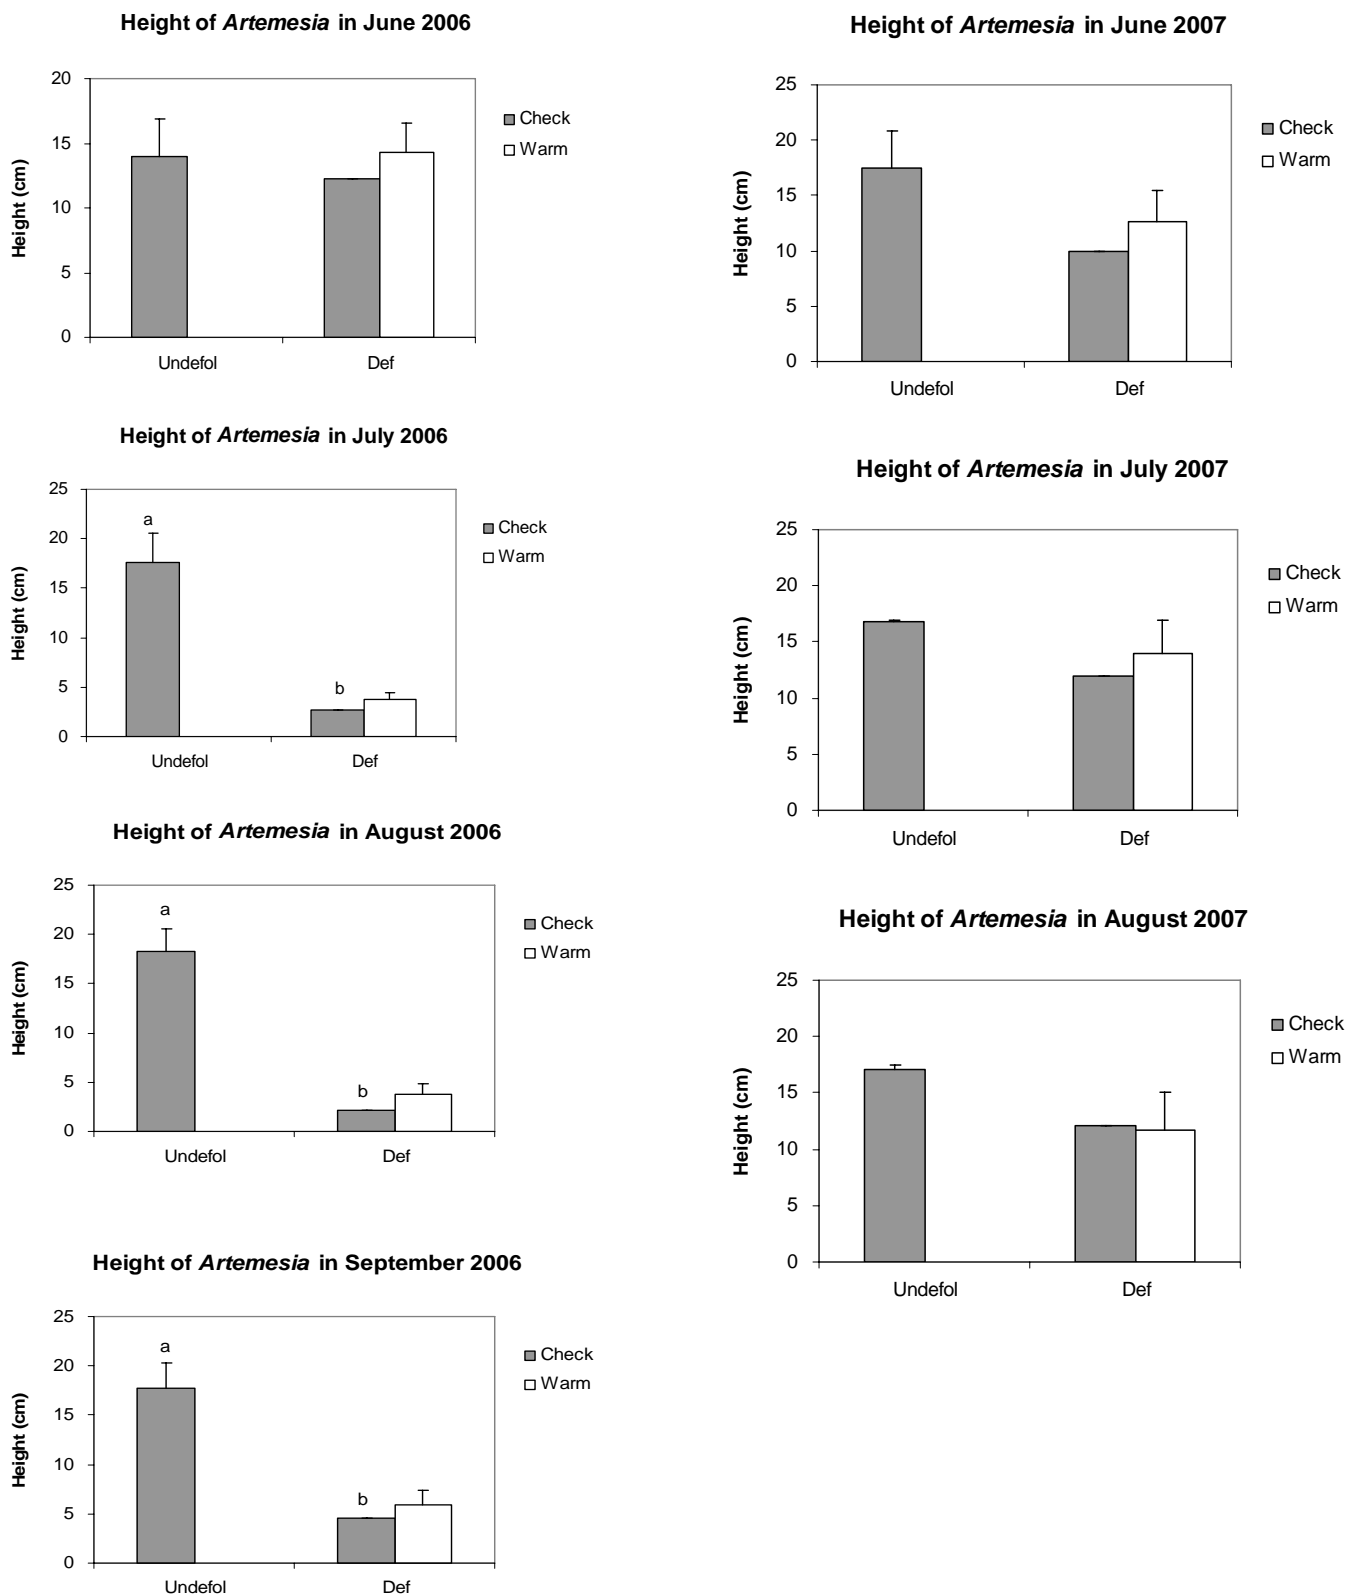 Height of Artemesia in June 2006
20
15
10
5
0
Height (cm)
Undefol Def
Check
Warm
Height of Artemesia in July 2006
25
20
15
10
5
0
Height (cm)
a
b
Undefol Def
Check
Warm
Height of Artemesia in August 2006
25
20
15
10
5
0
Height (cm)
a
b
Undefol Def
Check
Warm
Height of Artemesia in September 2006
25
20
15
10
5
0
Height (cm)
a
b
Undefol Def
Check
Warm
Height of Artemesia in June 2007
25
20
15
10
5
0
Height (cm)
Undefol Def
Check
Warm
Height of Artemesia in July 2007
25
20
15
10
5
0
Height (cm)
Undefol Def
Check
Warm
Height of Artemesia in August 2007
25
20
15
10
5
0
Height (cm)
Undefol Def
Check
Warm